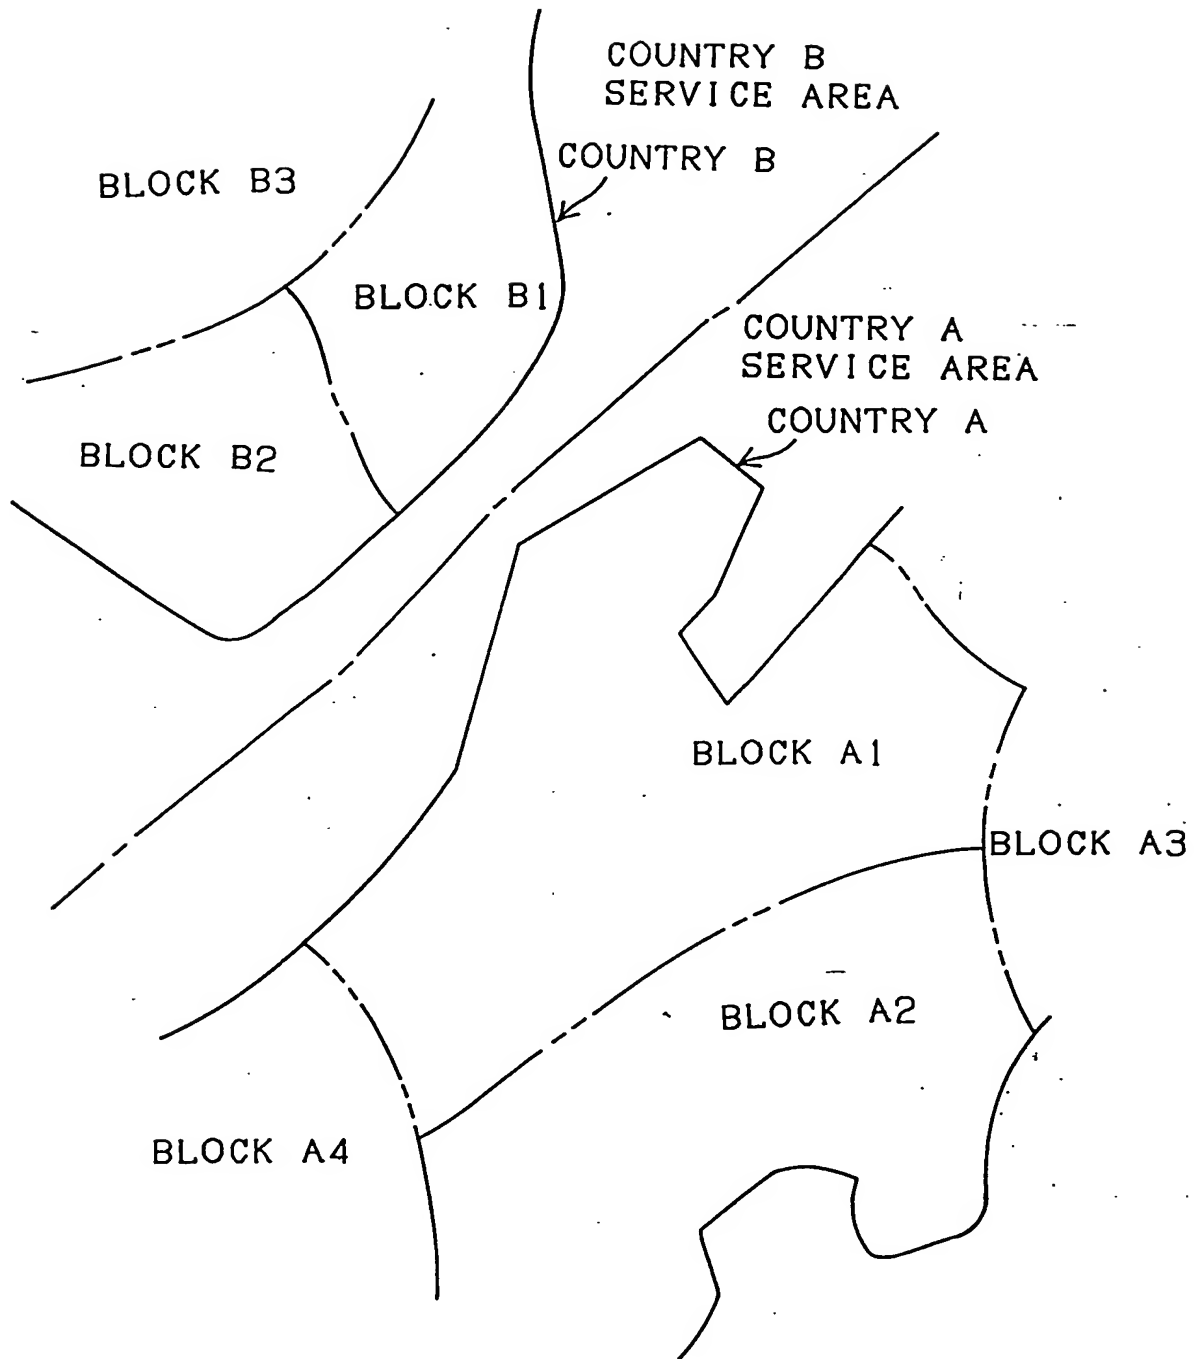 COUNTRY B
SERVICE AREA
COUNTRY B
BLOCK B3
BLOCK B1
COUNTRY A
SERVICE AREA
COUNTRY A
BLOCK B2
BLOCK A1
BLOCK A3
BLOCK A2
BLOCK A4